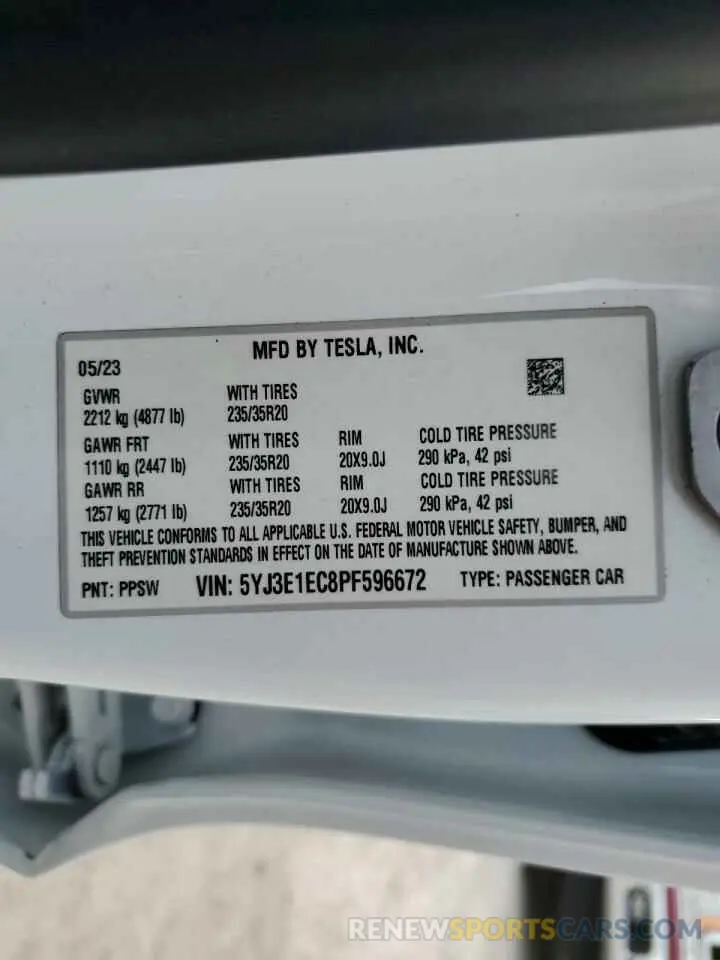 MFD BY TESLA, INC.
05/23
GVWR WITH TIRES
2212 kg (4877 lb) 235/35R20
GAWR FRT WITH TIRES RIM COLD TIRE PRESSURE
1110 kg (2447 lb) 235/35R20 20X9.0J 290 kPa, 42 psi
GAWR RR WITH TIRES RIM COLD TIRE PRESSURE
1257 kg (2771 lb) 235/35R20 20X9.0J 290 kPa, 42 psi
THIS VEHICLE CONFORMS TO ALL APPLICABLE U.S. FEDERAL MOTOR VEHICLE SAFETY, BUMPER, AND
THEFT PREVENTION STANDARDS IN EFFECT ON THE DATE OF MANUFACTURE SHOWN ABOVE.
PNT: PPSW VIN: 5YJ3E1EC8PF596672 TYPE: PASSENGER CAR
RENEWSPORTSCARS.COM